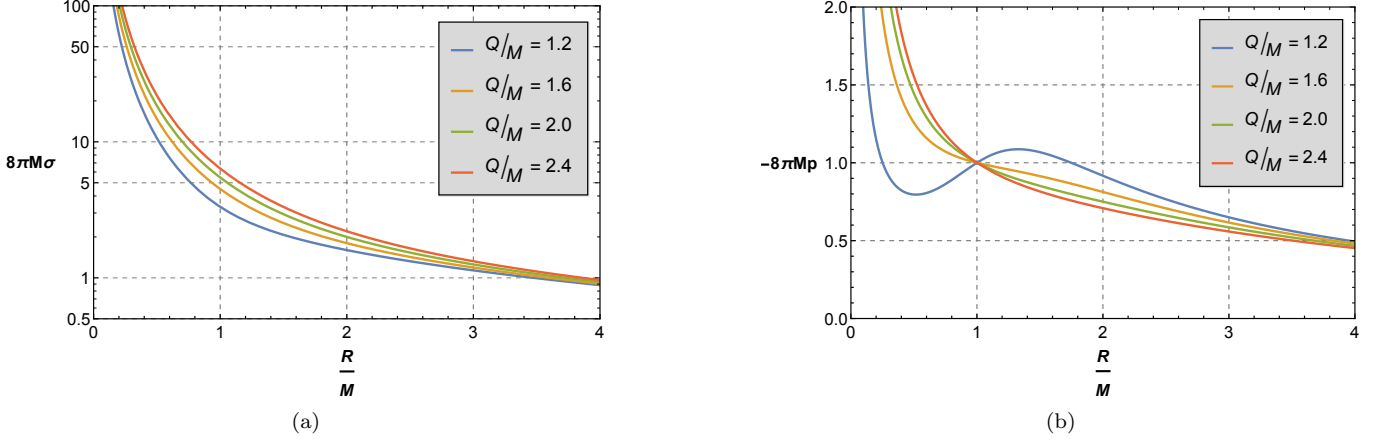 100
50
10
5
1
0.5
8πMσ
Q/M = 1.2
Q/M = 1.6
Q/M = 2.0
Q/M = 2.4
0 1 2 3 4
R
M
(a)
2.0
1.5
1.0
0.5
0.0
-8πMp
Q/M = 1.2
Q/M = 1.6
Q/M = 2.0
Q/M = 2.4
0 1 2 3 4
R
M
(b)